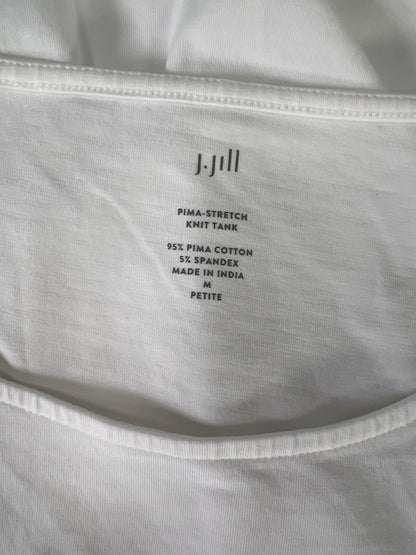 J.Jill
PIMA-STRETCH
KNIT TANK
95% PIMA COTTON
5% SPANDEX
MADE IN INDIA
M
PETITE